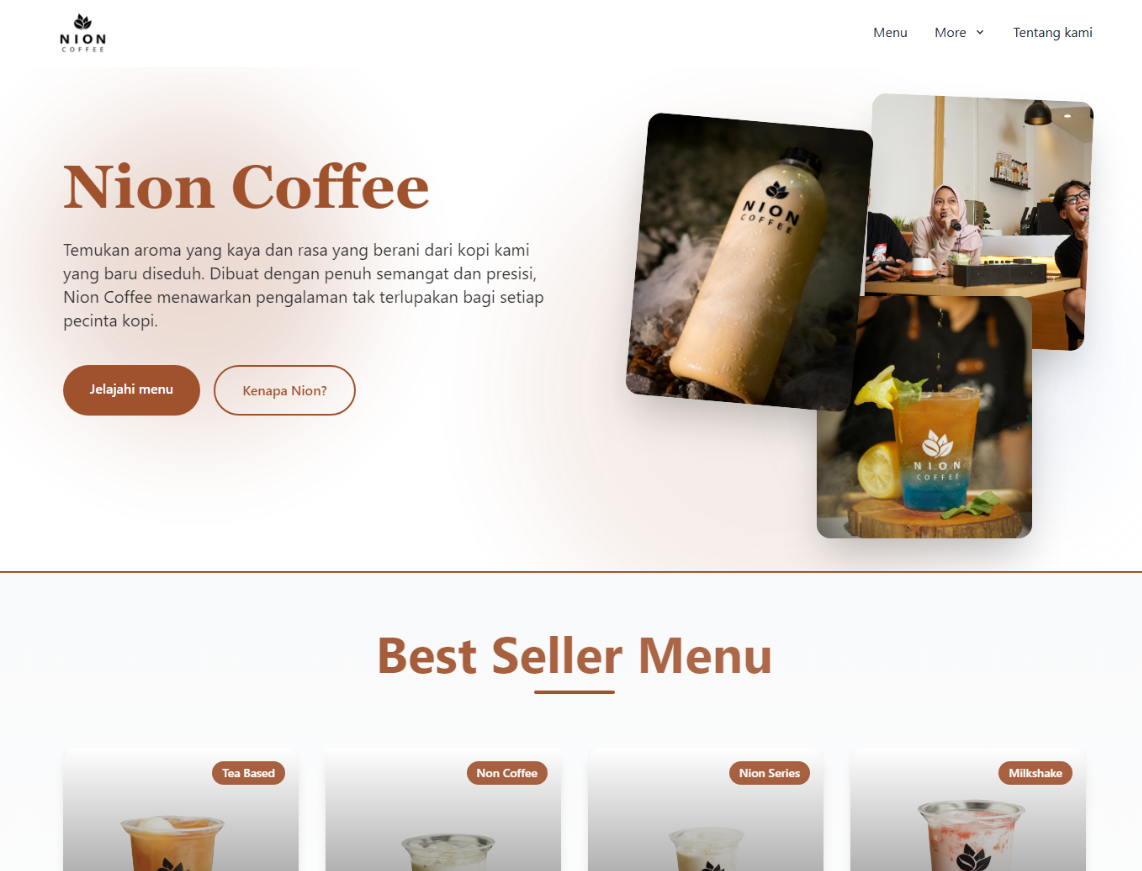 NION
COFFEE
Menu
More
Tentang kami
Nion Coffee
Temukan aroma yang kaya dan rasa yang berani dari kopi kami
yang baru diseduh. Dibuat dengan penuh semangat dan presisi,
Nion Coffee menawarkan pengalaman tak terlupakan bagi setiap
pecinta kopi.
Jelajahi menu
Kenapa Nion?
NION
COFFEE
NION
COFFEE
Best Seller Menu
Tea Based
Non Coffee
Nion Series
Milkshake